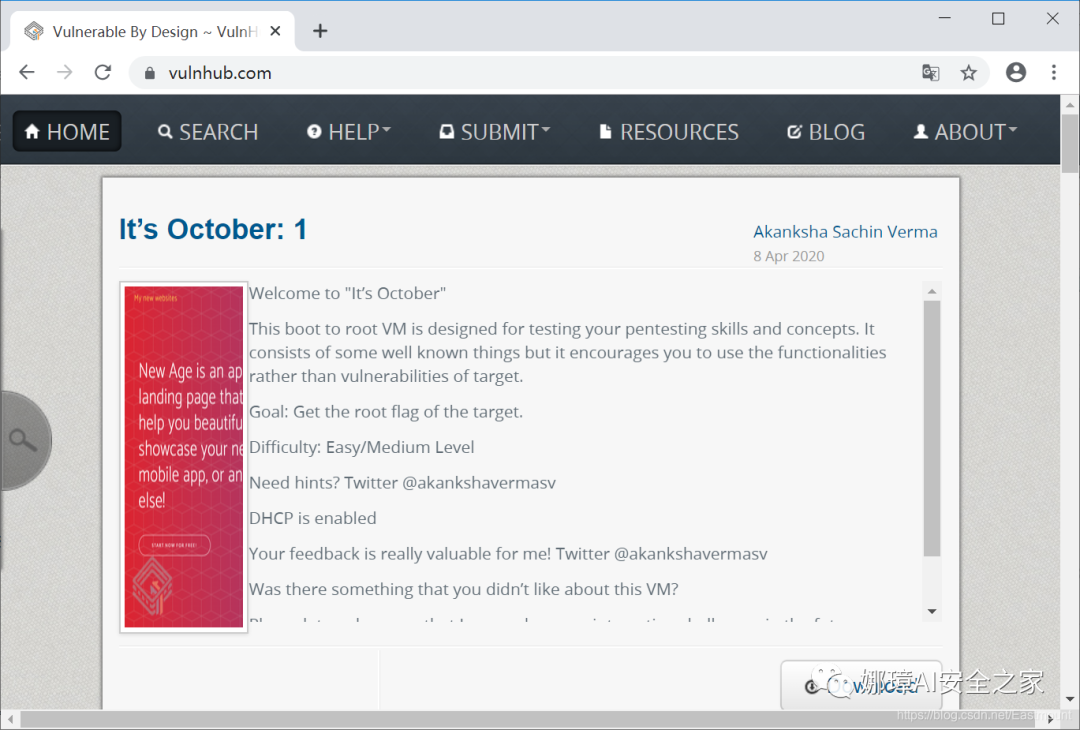 Vulnerable By Design ~ VulnH
vulnhub.com
HOME
SEARCH
HELP
SUBMIT
RESOURCES
BLOG
ABOUT
It’s October: 1
Akanksha Sachin Verma
8 Apr 2020
My new websites
New Age is an ap
landing page that
help you beautifu
showcase your ne
mobile app, or an
else!
START NOW FOR FREE!
Welcome to "It’s October"
This boot to root VM is designed for testing your pentesting skills and concepts. It
consists of some well known things but it encourages you to use the functionalities
rather than vulnerabilities of target.
Goal: Get the root flag of the target.
Difficulty: Easy/Medium Level
Need hints? Twitter @akankshavermasv
DHCP is enabled
Your feedback is really valuable for me! Twitter @akankshavermasv
Was there something that you didn’t like about this VM?
Download
娜璋AI安全之家
https://blog.csdn.net/Eastmount